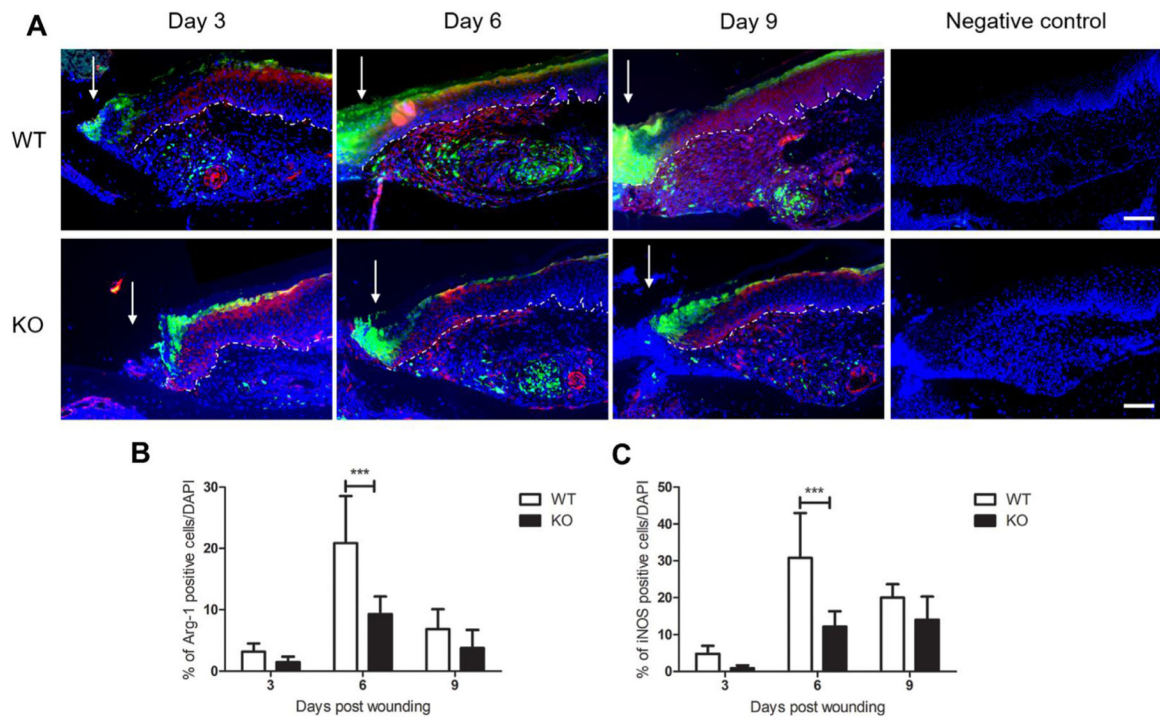 A
Day 3
Day 6
Day 9
Negative control
WT
KO
B
% of Arg-1 positive cells/DAPI
30
20
10
0
***
WT
KO
3
6
9
Days post wounding
C
% of iNOS positive cells/DAPI
50
40
30
20
10
0
***
WT
KO
3
6
9
Days post wounding